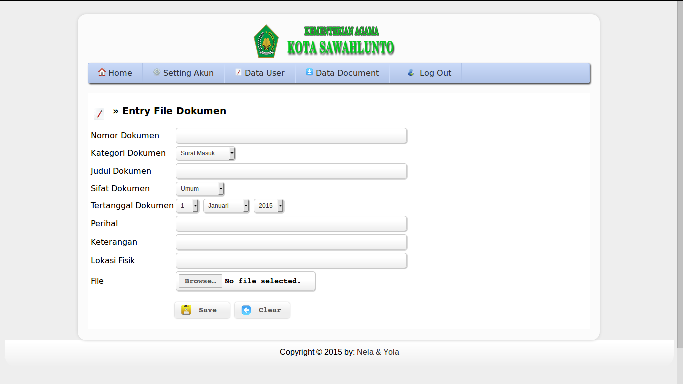 KEMENTERIAN AGAMA
KOTA SAWAHLUNTO
Home Setting Akun Data User Data Document Log Out
» Entry File Dokumen
Nomor Dokumen
Kategori Dokumen Surat Masuk
Judul Dokumen
Sifat Dokumen Umum
Tertanggal Dokumen 1 Januari 2015
Perihal
Keterangan
Lokasi Fisik
File Browse… No file selected.
Save Clear
Copyright © 2015 by: Nela & Yola